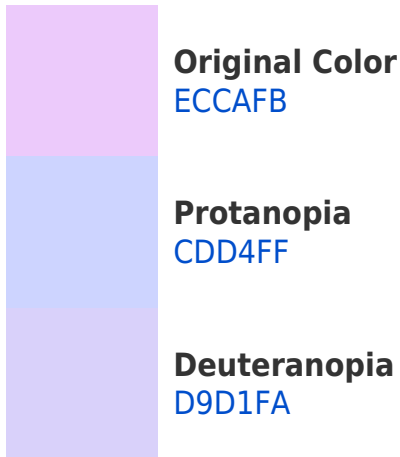 Original Color
ECCAFB
Protanopia
CDD4FF
Deuteranopia
D9D1FA